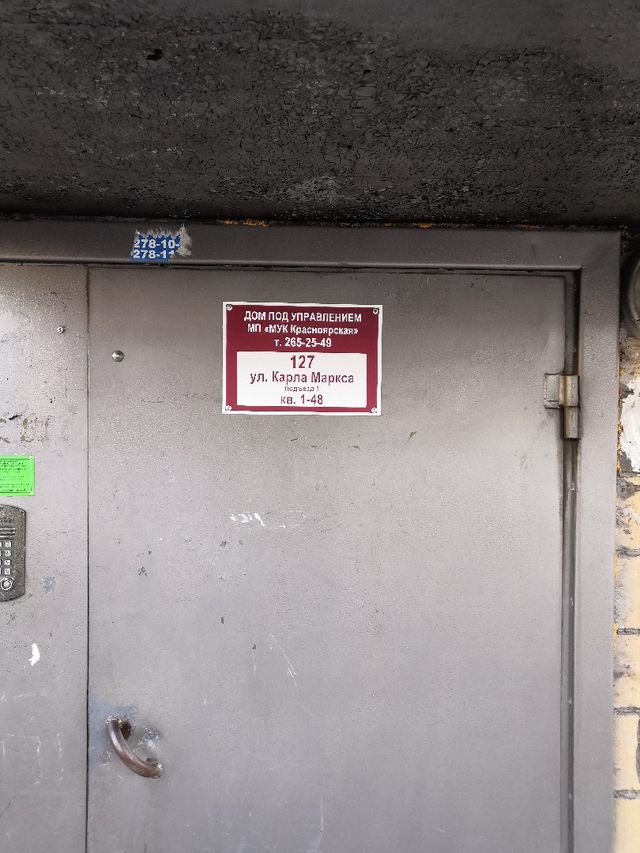 278-10-
278-11
ДОМ ПОД УПРАВЛЕНИЕМ
МП «МУК Красноярская»
т. 265-25-49
127
ул. Карла Маркса
Подъезд 1
кв. 1-48